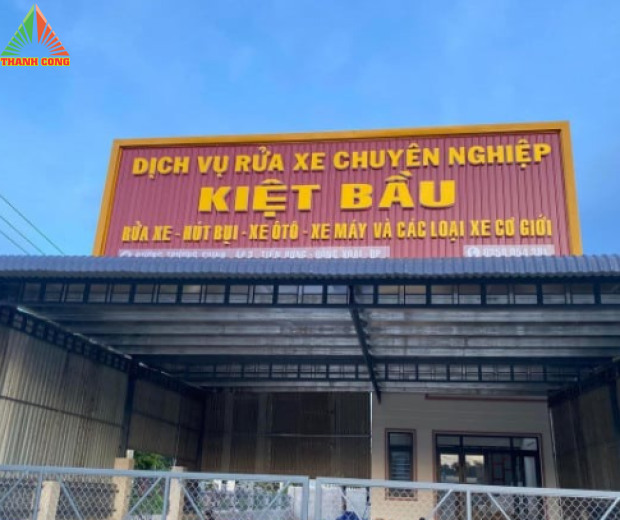 THANH CONG
DỊCH VỤ RỬA XE CHUYÊN NGHIỆP
KIỆT BẦU
RỬA XE - HÚT BỤI - XE ÔTÔ - XE MÁY VÀ CÁC LOẠI XE CƠ GIỚI